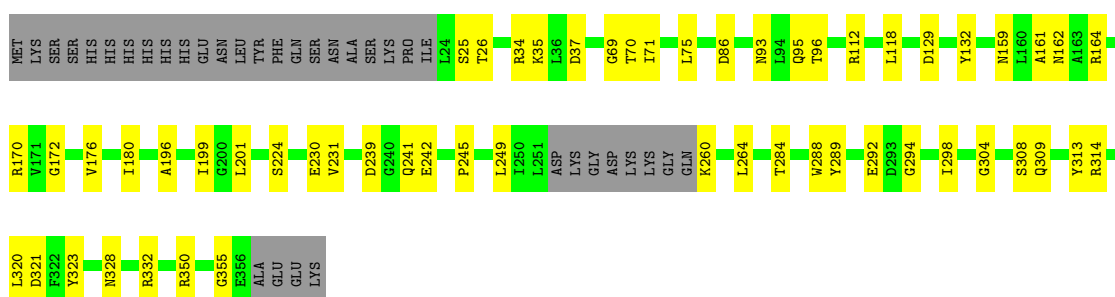 MET LYS SER SER HIS HIS HIS HIS HIS HIS GLU ASN LEU TYR PHE GLN SER ASN ALA SER LYS PRO ILE L24 S25 T26 R34 K35 L36 D37 G69 T70 I71 L75 D86 N93 L94 Q95 T96 R112 L118 D129 Y132 N159 L160 A161 N162 A163 R164
R170 V171 G172 V176 I180 A196 I199 G200 L201 S224 E230 V231 D239 G240 Q241 E242 P245 L249 I250 L251 ASP LYS GLY ASP LYS LYS GLY GLN K260 L264 T284 W288 Y289 E292 D293 G294 I298 G304 S308 Q309 Y313 R314
L320 D321 F322 Y323 N328 R332 R350 G355 E356 ALA GLU GLU LYS